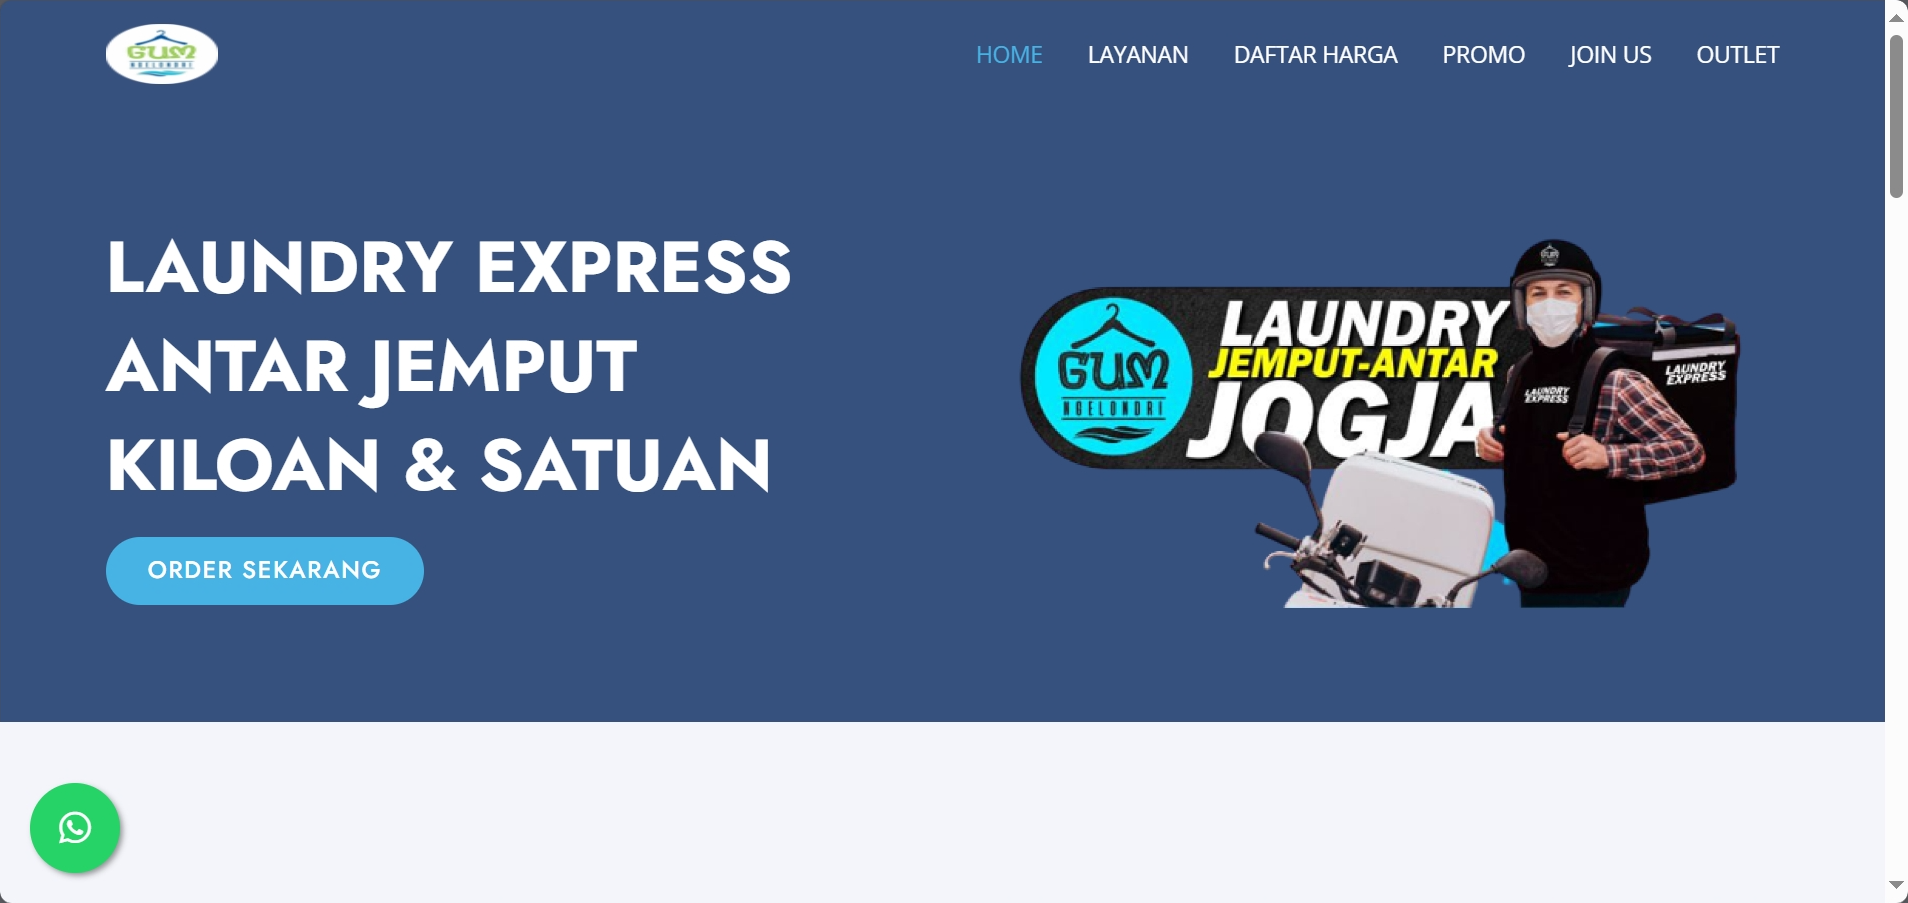 GUM
NGELONDRI
HOME
LAYANAN
DAFTAR HARGA
PROMO
JOIN US
OUTLET
LAUNDRY EXPRESS
ANTAR JEMPUT
KILOAN & SATUAN
ORDER SEKARANG
GUM
NGELONDRI
LAUNDRY
JEMPUT-ANTAR
JOGJA
GUM
LAUNDRY
EXPRESS
LAUNDRY
EXPRESS